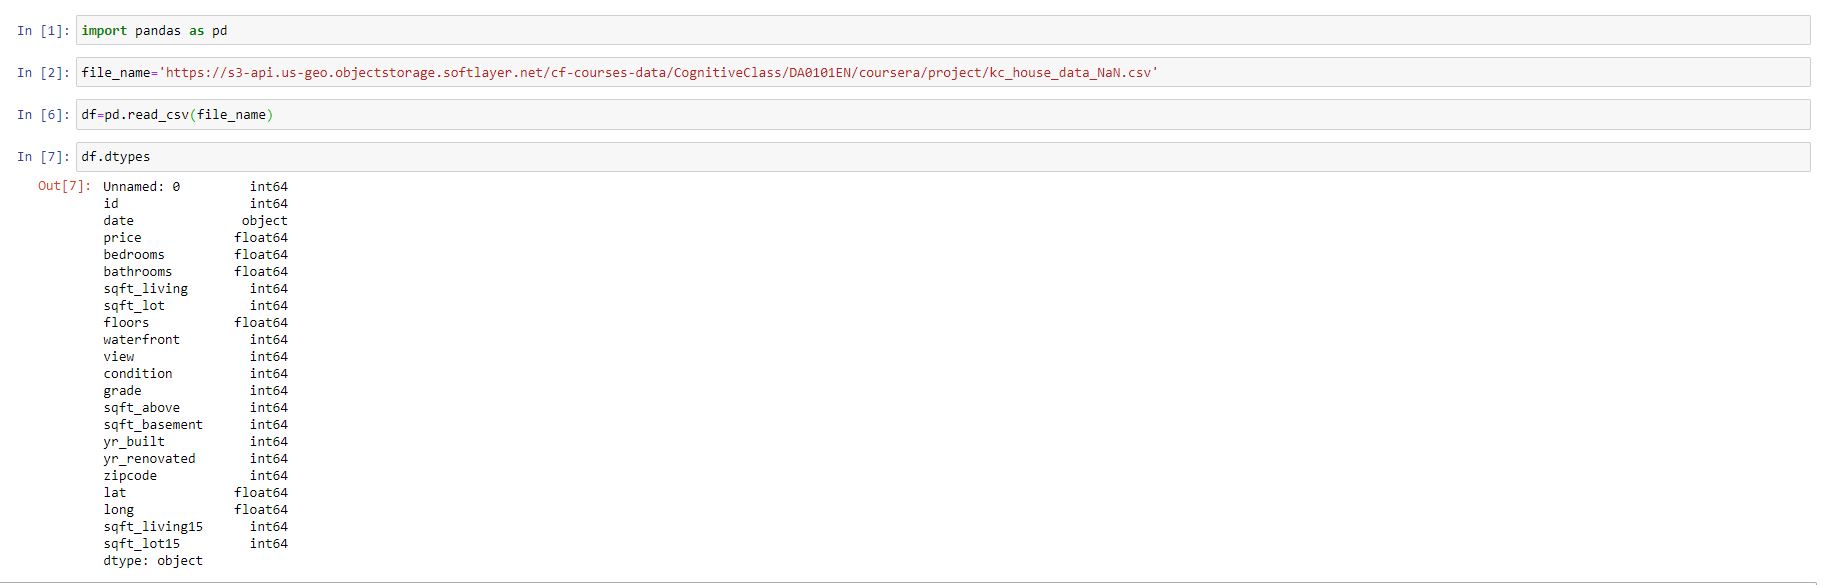 In [1]: import pandas as pd
In [2]: file_name='https://s3-api.us-geo.objectstorage.softlayer.net/cf-courses-data/CognitiveClass/DA0101EN/coursera/project/kc_house_data_NaN.csv'
In [6]: df=pd.read_csv(file_name)
In [7]: df.dtypes
Out[7]: Unnamed: 0 int64
id int64
date object
price float64
bedrooms float64
bathrooms float64
sqft_living int64
sqft_lot int64
floors float64
waterfront int64
view int64
condition int64
grade int64
sqft_above int64
sqft_basement int64
yr_built int64
yr_renovated int64
zipcode int64
lat float64
long float64
sqft_living15 int64
sqft_lot15 int64
dtype: object